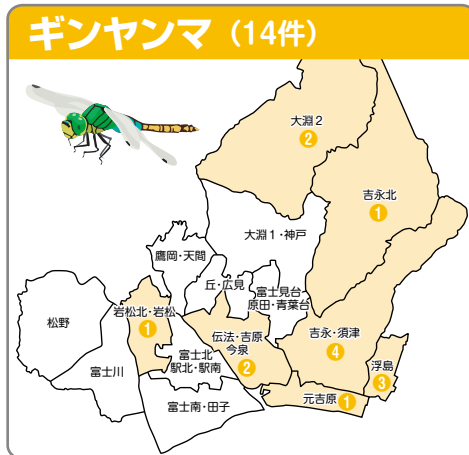 ギンヤンマ（14件）
大淵2
2
吉永北
1
大淵1・神戸
鷹岡・天間
丘・広見
富士見台
原田・青葉台
岩松北・岩松
1
松野
伝法・吉原
今泉
2
吉永・須津
4
富士北
駅北・駅南
浮島
3
富士川
元吉原 1
富士南・田子